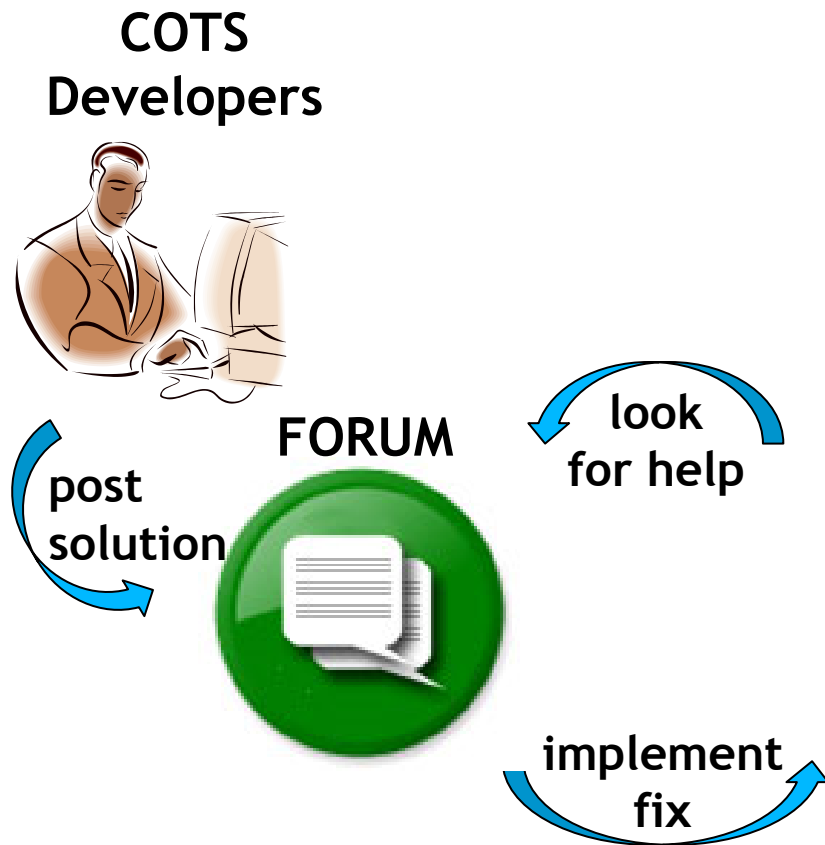 COTS
Developers
FORUM
look
for help
post
solution
implement
fix